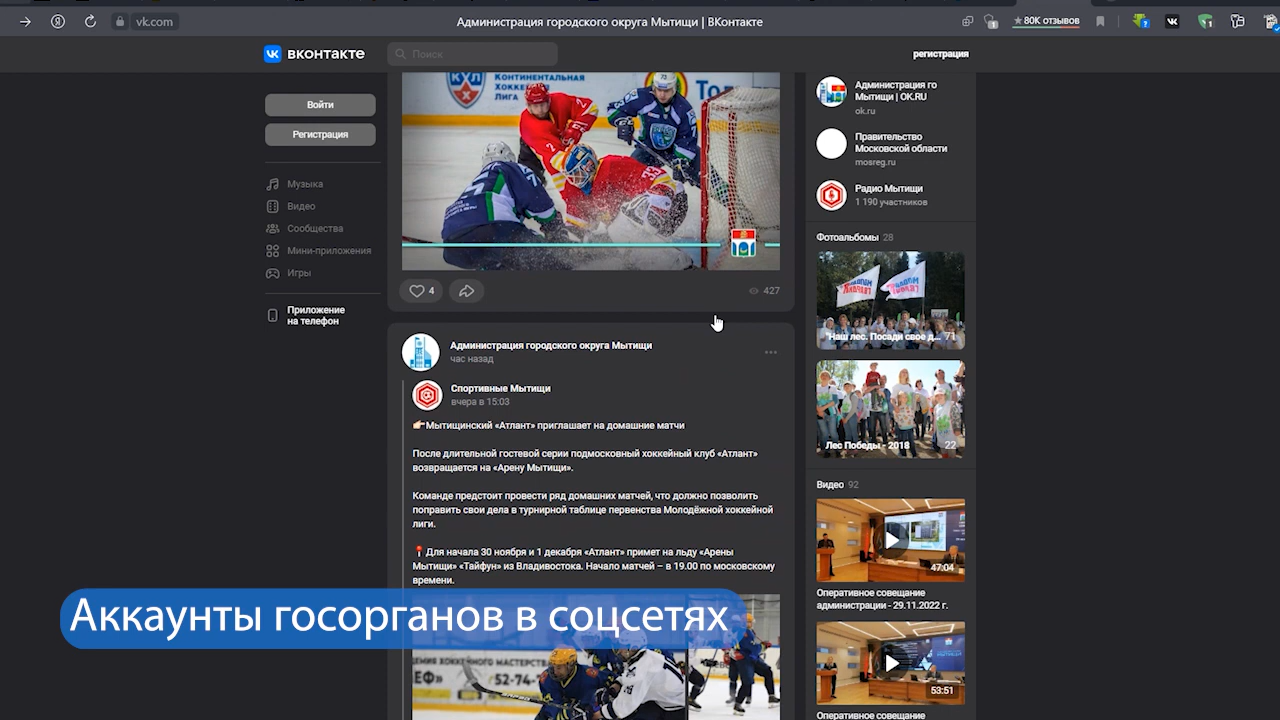 vk.com
Администрация городского округа Мытищи | ВКонтакте
★ 80К отзывов
вконтакте
Поиск
регистрация
Войти
Регистрация
Музыка
Видео
Сообщества
Мини-приложения
Игры
Приложение
на телефон
КХЛ
Континентальная
Хоккейная
Лига
4
427
Администрация городского округа Мытищи
час назад
Спортивные Мытищи
вчера в 15:03
👉Мытищинский «Атлант» приглашает на домашние матчи
После длительной гостевой серии подмосковный хоккейный клуб «Атлант»
возвращается на «Арену Мытищи».
Команде предстоит провести ряд домашних матчей, что должно позволить
поправить свои дела в турнирной таблице первенства Молодёжной хоккейной
лиги.
📍Для начала 30 ноября и 1 декабря «Атлант» примет на льду «Арены
Мытищи» «Тайфун» из Владивостока. Начало матчей – в 19.00 по московскому
времени.
Аккаунты госорганов в соцсетях
52-74-
Администрация го
Мытищи | OK.RU
ok.ru
Правительство
Московской области
mosreg.ru
Радио Мытищи
1 190 участников
Фотоальбомы 28
"Наш лес. Посади свое д... 71
Лес Победы - 2018 22
Видео 92
47:04
Оперативное совещание
администрации - 29.11.2022 г.
53:51
Оперативное совещание